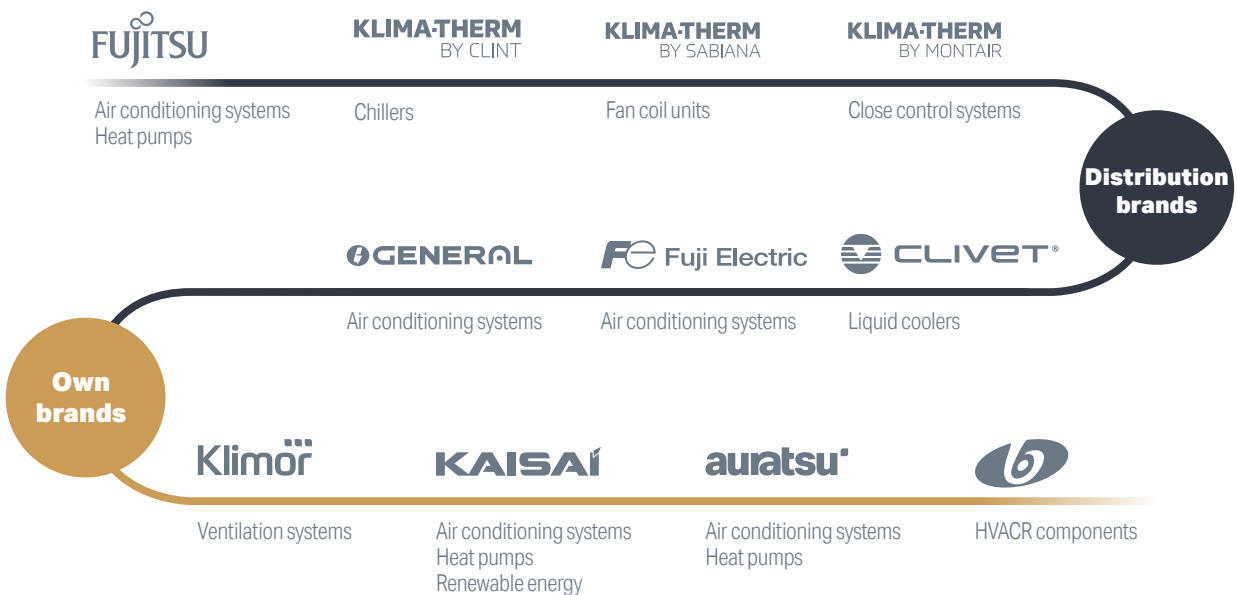 FUJITSU
KLIMA-THERM
BY CLINT
KLIMA-THERM
BY SABIANA
KLIMA-THERM
BY MONTAIR
Air conditioning systems
Heat pumps
Chillers
Fan coil units
Close control systems
Distribution
brands
GENERAL
Fe Fuji Electric
CLIVET®
Air conditioning systems
Air conditioning systems
Liquid coolers
Own
brands
Klimor
KAISAI
auratsu
b
Ventilation systems
Air conditioning systems
Heat pumps
Renewable energy
Air conditioning systems
Heat pumps
HVACR components